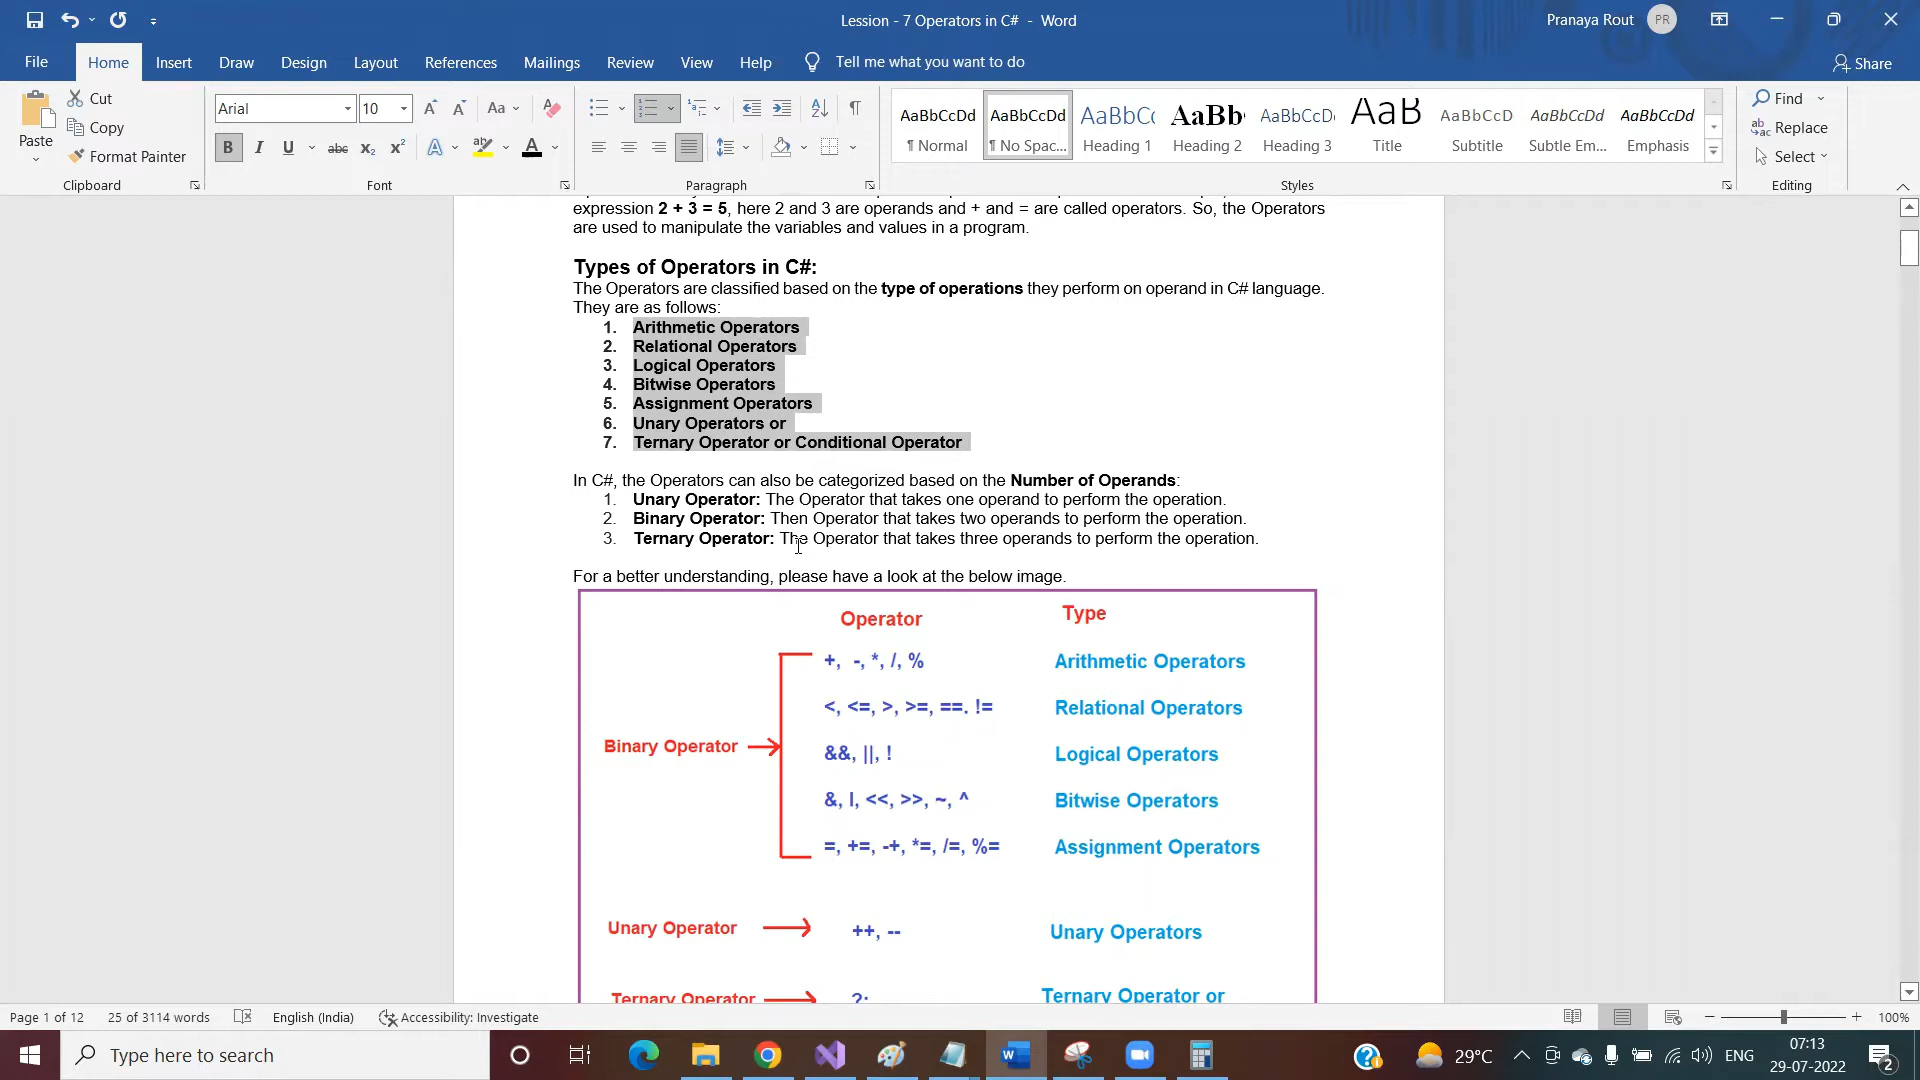 Lession - 7 Operators in C# - Word
Pranaya Rout
PR
File
Home
Insert
Draw
Design
Layout
References
Mailings
Review
View
Help
Tell me what you want to do
Share
Paste
Cut
Copy
Format Painter
Clipboard
Arial
10
Font
Paragraph
AaBbCcDd
¶ Normal
AaBbCcDd
¶ No Spac...
AaBbCc
Heading 1
AaBb
Heading 2
AaBbCcD
Heading 3
AaB
Title
AaBbCcD
Subtitle
AaBbCcDd
Subtle Em...
AaBbCcDd
Emphasis
Styles
Find
Replace
Select
Editing
expression 2 + 3 = 5, here 2 and 3 are operands and + and = are called operators. So, the Operators
are used to manipulate the variables and values in a program.
Types of Operators in C#:
The Operators are classified based on the type of operations they perform on operand in C# language.
They are as follows:
1. Arithmetic Operators
2. Relational Operators
3. Logical Operators
4. Bitwise Operators
5. Assignment Operators
6. Unary Operators or
7. Ternary Operator or Conditional Operator
In C#, the Operators can also be categorized based on the Number of Operands:
1. Unary Operator: The Operator that takes one operand to perform the operation.
2. Binary Operator: Then Operator that takes two operands to perform the operation.
3. Ternary Operator: The Operator that takes three operands to perform the operation.
For a better understanding, please have a look at the below image.
Operator Type
+, -, *, /, % Arithmetic Operators
<, <=, >, >=, ==. != Relational Operators
Binary Operator
&&, ||, ! Logical Operators
&, |, <<, >>, ~, ^ Bitwise Operators
=, +=, -+, *=, /=, %= Assignment Operators
Unary Operator ++, -- Unary Operators
Ternary Operator ?: Ternary Operator or
Page 1 of 12
25 of 3114 words
English (India)
Accessibility: Investigate
100%
Type here to search
29°C
ENG
07:13
29-07-2022
2